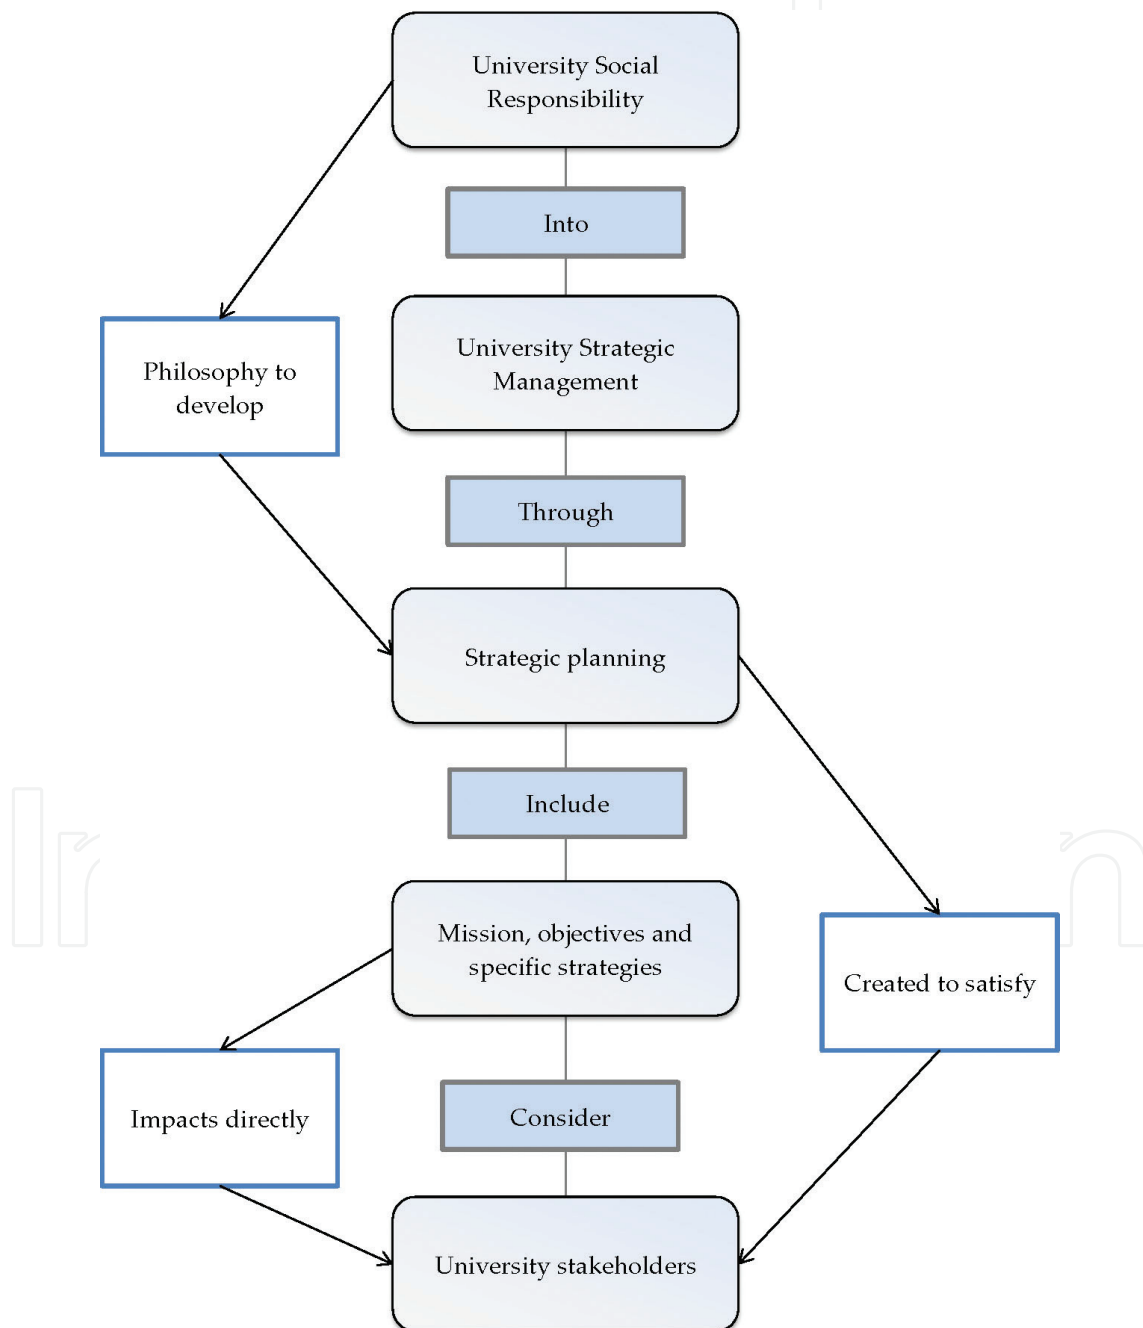 University Social
Responsibility
Into
University Strategic
Management
Philosophy to
develop
Through
Strategic planning
Include
Mission, objectives and
specific strategies
Created to satisfy
Impacts directly
Consider
University stakeholders